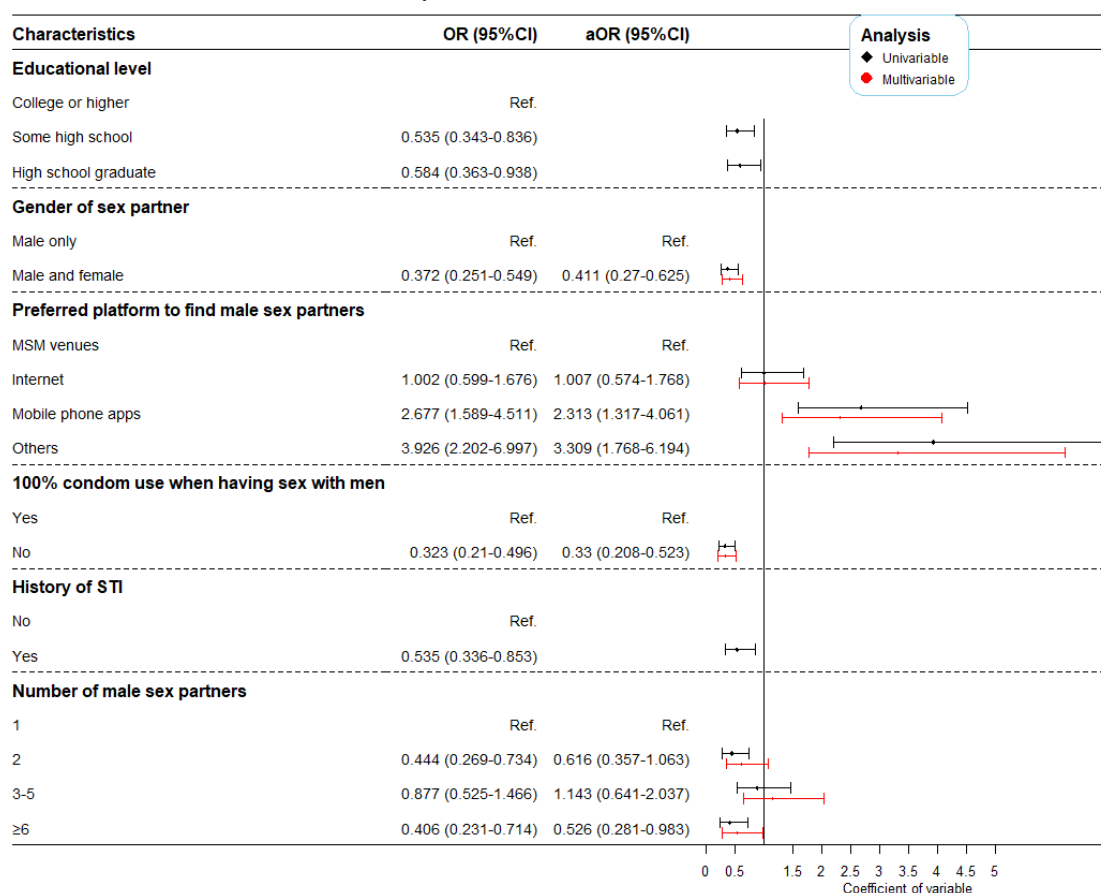 Characteristics OR (95%CI) aOR (95%CI)
Analysis
Univariable
Multivariable
Educational level
College or higher Ref.
Some high school 0.535 (0.343-0.836)
High school graduate 0.584 (0.363-0.938)
Gender of sex partner
Male only Ref. Ref.
Male and female 0.372 (0.251-0.549) 0.411 (0.27-0.625)
Preferred platform to find male sex partners
MSM venues Ref. Ref.
Internet 1.002 (0.599-1.676) 1.007 (0.574-1.768)
Mobile phone apps 2.677 (1.589-4.511) 2.313 (1.317-4.061)
Others 3.926 (2.202-6.997) 3.309 (1.768-6.194)
100% condom use when having sex with men
Yes Ref. Ref.
No 0.323 (0.21-0.496) 0.33 (0.208-0.523)
History of STI
No Ref.
Yes 0.535 (0.336-0.853)
Number of male sex partners
1 Ref. Ref.
2 0.444 (0.269-0.734) 0.616 (0.357-1.063)
3-5 0.877 (0.525-1.466) 1.143 (0.641-2.037)
≥6 0.406 (0.231-0.714) 0.526 (0.281-0.983)
0 0.5 1.5 2 2.5 3 3.5 4 4.5 5
Coefficient of variable